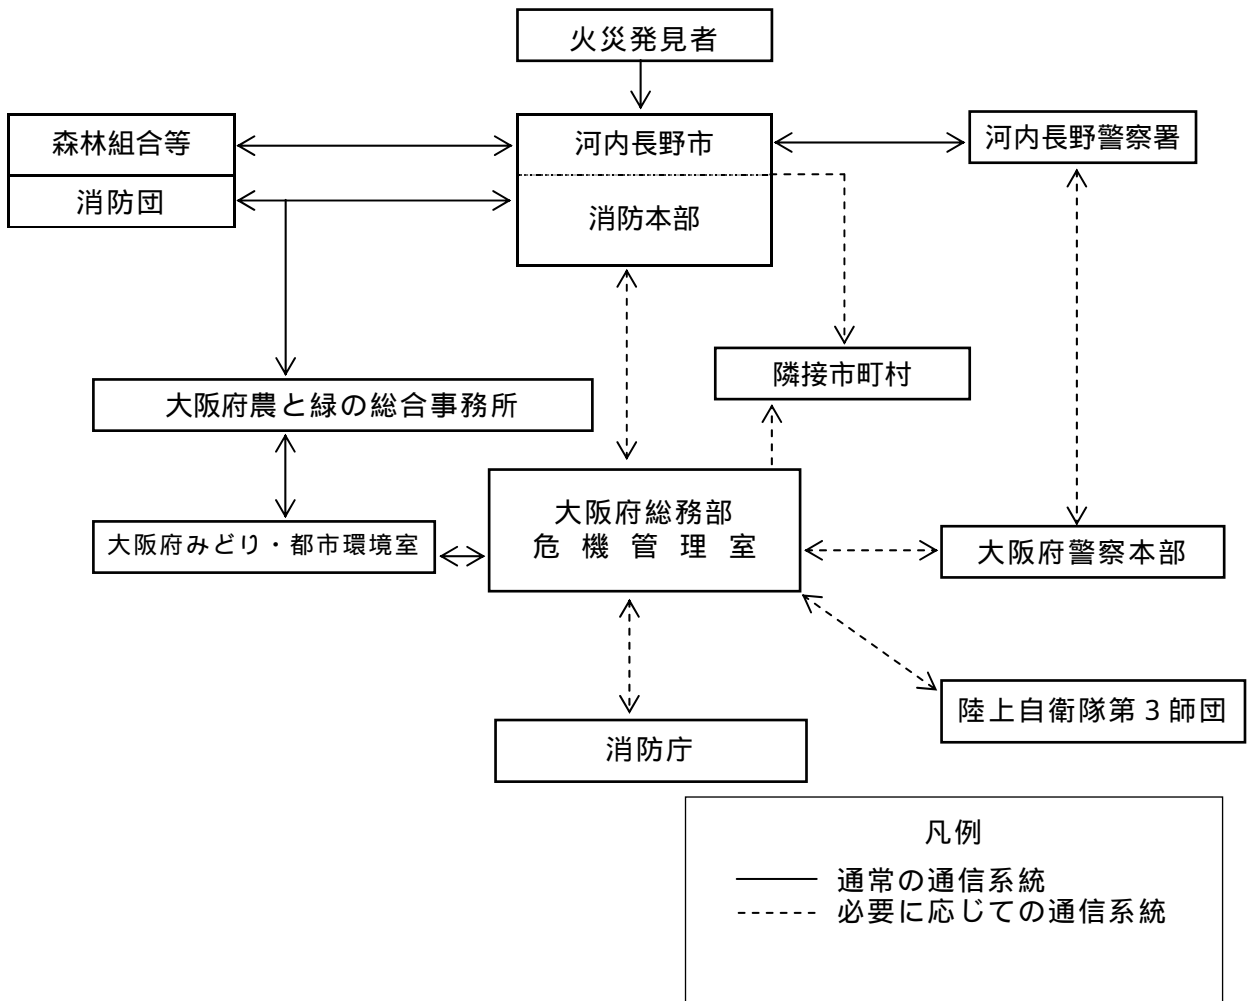 火災発見者
森林組合等
河内長野市
河内長野警察署
消防団
消防本部
隣接市町村
大阪府農と緑の総合事務所
大阪府総務部
危機管理室
大阪府みどり・都市環境室
大阪府警察本部
陸上自衛隊第3師団
消防庁
凡例
通常の通信系統
必要に応じての通信系統